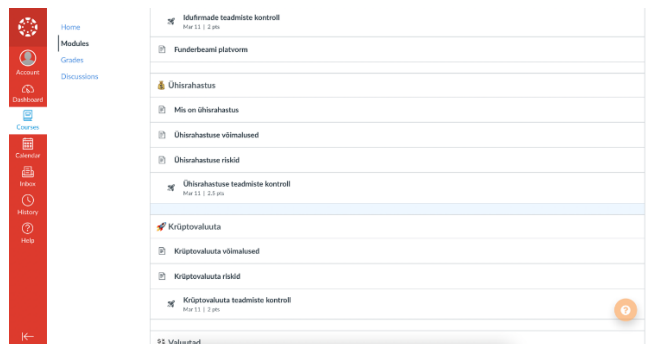 Account
Dashboard
Courses
Calendar
Inbox
History
Help
Home
Modules
Grades
Discussions
Idufirmade teadmiste kontroll
Mar 11 | 2 pts
Funderbeami platvorm
Ühisrahastus
Mis on ühisrahastus
Ühisrahastuse võimalused
Ühisrahastuse riskid
Ühisrahastuse teadmiste kontroll
Mar 11 | 2.5 pts
Krüptovaluuta
Krüptovaluuta võimalused
Krüptovaluuta riskid
Krüptovaluuta teadmiste kontroll
Mar 11 | 2 pts
Valuutad